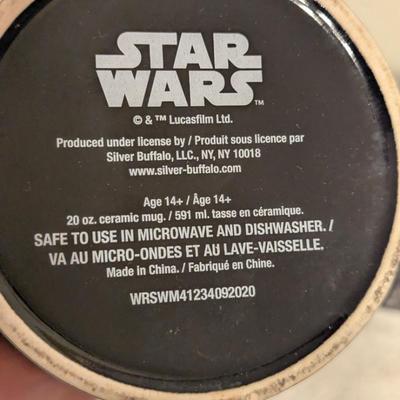 STAR
WARS™
© & ™ Lucasfilm Ltd.
Produced under license by / Produit sous licence par
Silver Buffalo, LLC., NY, NY 10018
www.silver-buffalo.com
Age 14+ / Âge 14+
20 oz. ceramic mug. / 591 ml. tasse en céramique.
SAFE TO USE IN MICROWAVE AND DISHWASHER. /
VA AU MICRO-ONDES ET AU LAVE-VAISSELLE.
Made in China. / Fabriqué en Chine.
WRSWM41234092020